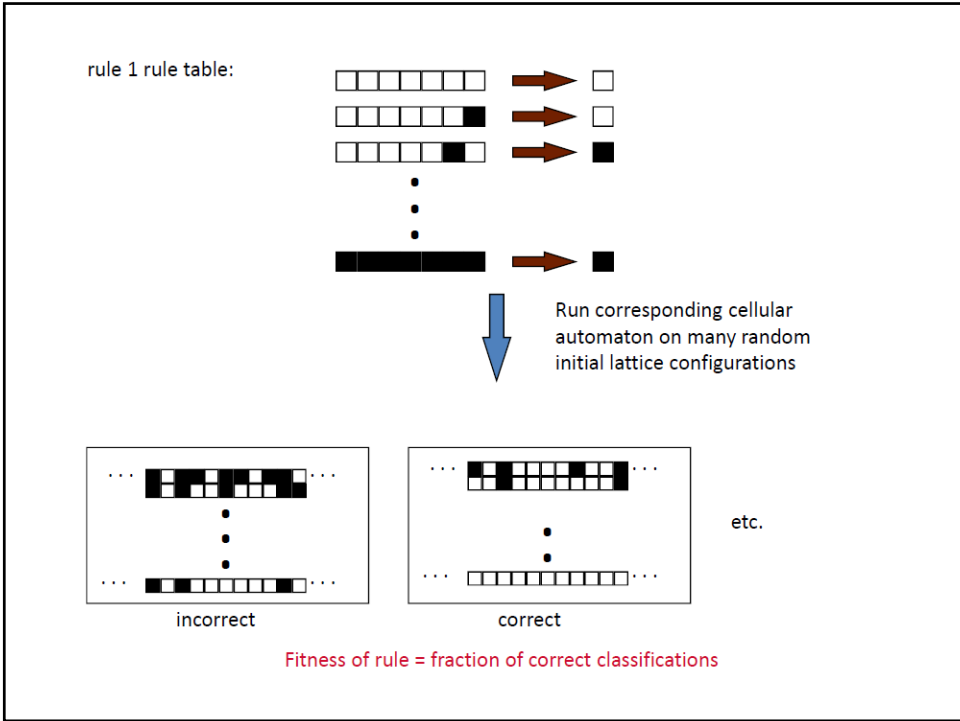 rule 1 rule table:
Run corresponding cellular
automaton on many random
initial lattice configurations
. . .
. . .
. . .
. . .
etc.
. . .
. . .
. . .
. . .
incorrect
correct
Fitness of rule = fraction of correct classifications